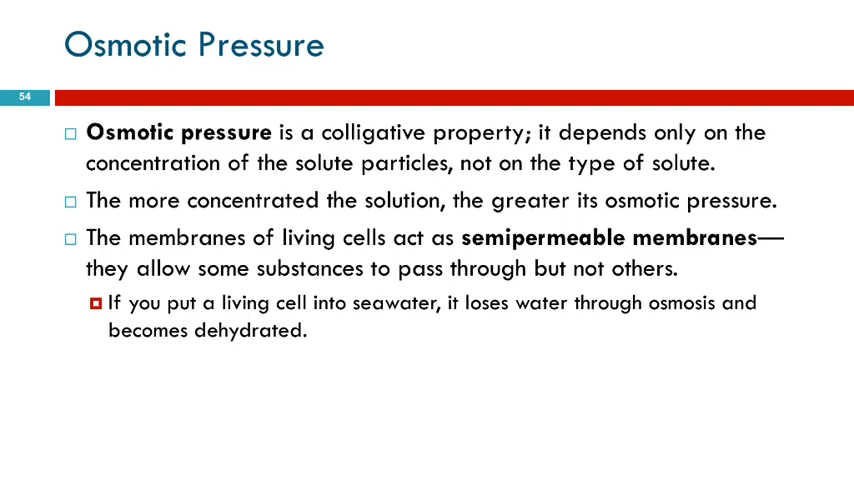 Osmotic Pressure
54
Osmotic pressure is a colligative property; it depends only on the
concentration of the solute particles, not on the type of solute.
The more concentrated the solution, the greater its osmotic pressure.
The membranes of living cells act as semipermeable membranes—
they allow some substances to pass through but not others.
If you put a living cell into seawater, it loses water through osmosis and
becomes dehydrated.